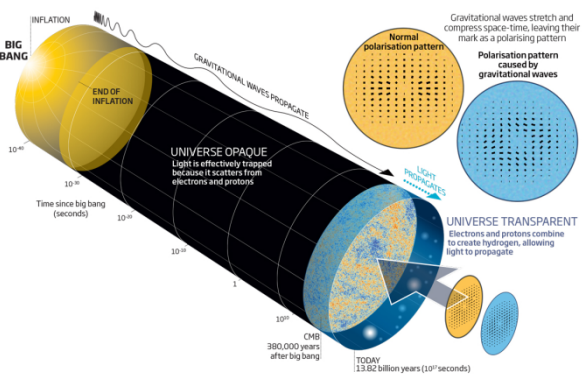 INFLATION
BIG
BANG
END OF
INFLATION
GRAVITATIONAL WAVES PROPAGATE
Gravitational waves stretch and
compress space-time, leaving their
mark as a polarising pattern
Normal
polarisation pattern
Polarisation pattern
caused by
gravitational waves
UNIVERSE OPAQUE
Light is effectively trapped
because it scatters from
electrons and protons
LIGHT
PROPAGATES
UNIVERSE TRANSPARENT
Electrons and protons combine
to create hydrogen, allowing
light to propagate
Time since big bang
(seconds)
10⁻⁴⁰
10⁻³⁰
10⁻²⁰
10⁻¹⁰
1
10¹⁰
CMB
380,000 years
after big bang
TODAY
13.82 billion years (10¹⁷ seconds)